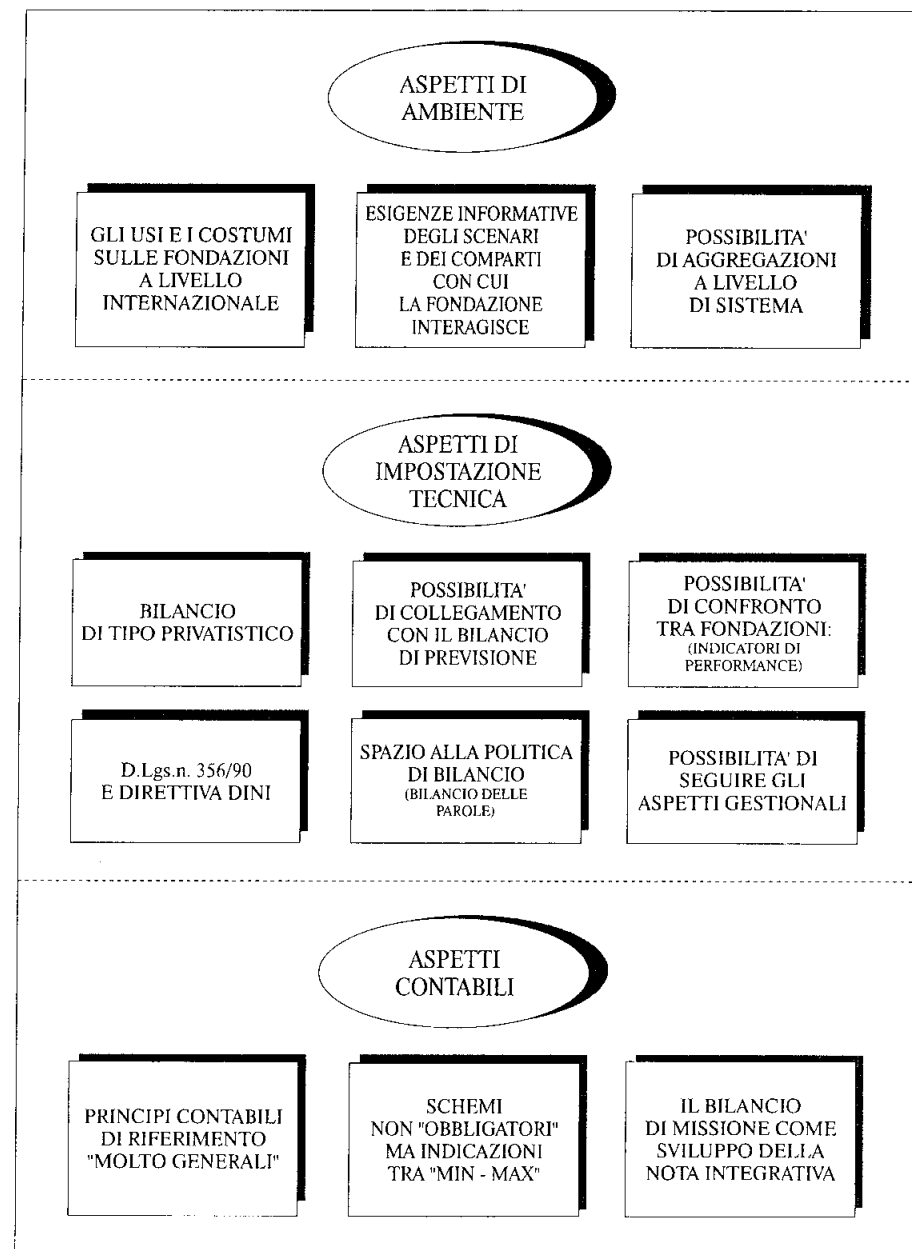 ASPETTI DI
AMBIENTE
GLI USI E I COSTUMI
SULLE FONDAZIONI
A LIVELLO
INTERNAZIONALE
ESIGENZE INFORMATIVE
DEGLI SCENARI
E DEI COMPARTI
CON CUI
LA FONDAZIONE
INTERAGISCE
POSSIBILITA'
DI AGGREGAZIONI
A LIVELLO
DI SISTEMA
ASPETTI DI
IMPOSTAZIONE
TECNICA
BILANCIO
DI TIPO PRIVATISTICO
POSSIBILITA'
DI COLLEGAMENTO
CON IL BILANCIO
DI PREVISIONE
POSSIBILITA'
DI CONFRONTO
TRA FONDAZIONI:
(INDICATORI DI
PERFORMANCE)
D.Lgs.n. 356/90
E DIRETTIVA DINI
SPAZIO ALLA POLITICA
DI BILANCIO
(BILANCIO DELLE
PAROLE)
POSSIBILITA' DI
SEGUIRE GLI
ASPETTI GESTIONALI
ASPETTI
CONTABILI
PRINCIPI CONTABILI
DI RIFERIMENTO
"MOLTO GENERALI"
SCHEMI
NON "OBBLIGATORI"
MA INDICAZIONI
TRA "MIN - MAX"
IL BILANCIO
DI MISSIONE COME
SVILUPPO DELLA
NOTA INTEGRATIVA